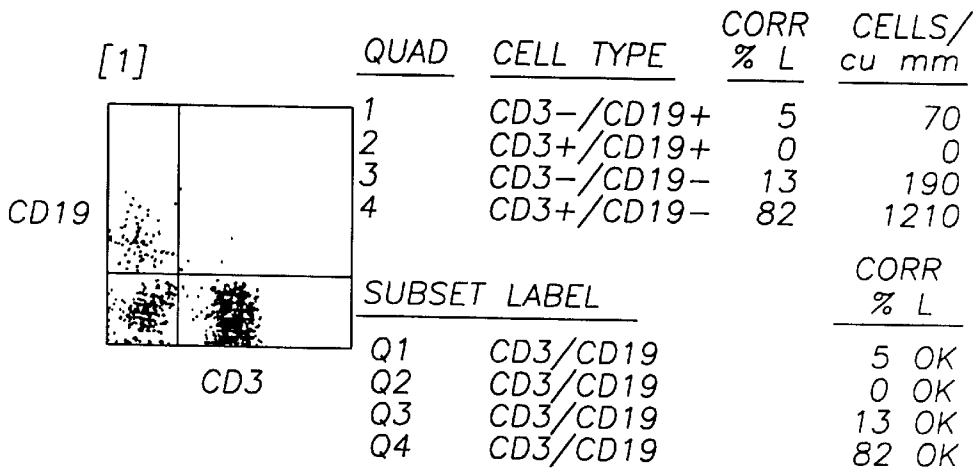 [1]
QUAD CELL TYPE CORR % L CELLS/ cu mm
1 CD3-/CD19+ 5 70
2 CD3+/CD19+ 0 0
3 CD3-/CD19- 13 190
4 CD3+/CD19- 82 1210
CD19
CD3
SUBSET LABEL CORR % L
Q1 CD3/CD19 5 OK
Q2 CD3/CD19 0 OK
Q3 CD3/CD19 13 OK
Q4 CD3/CD19 82 OK